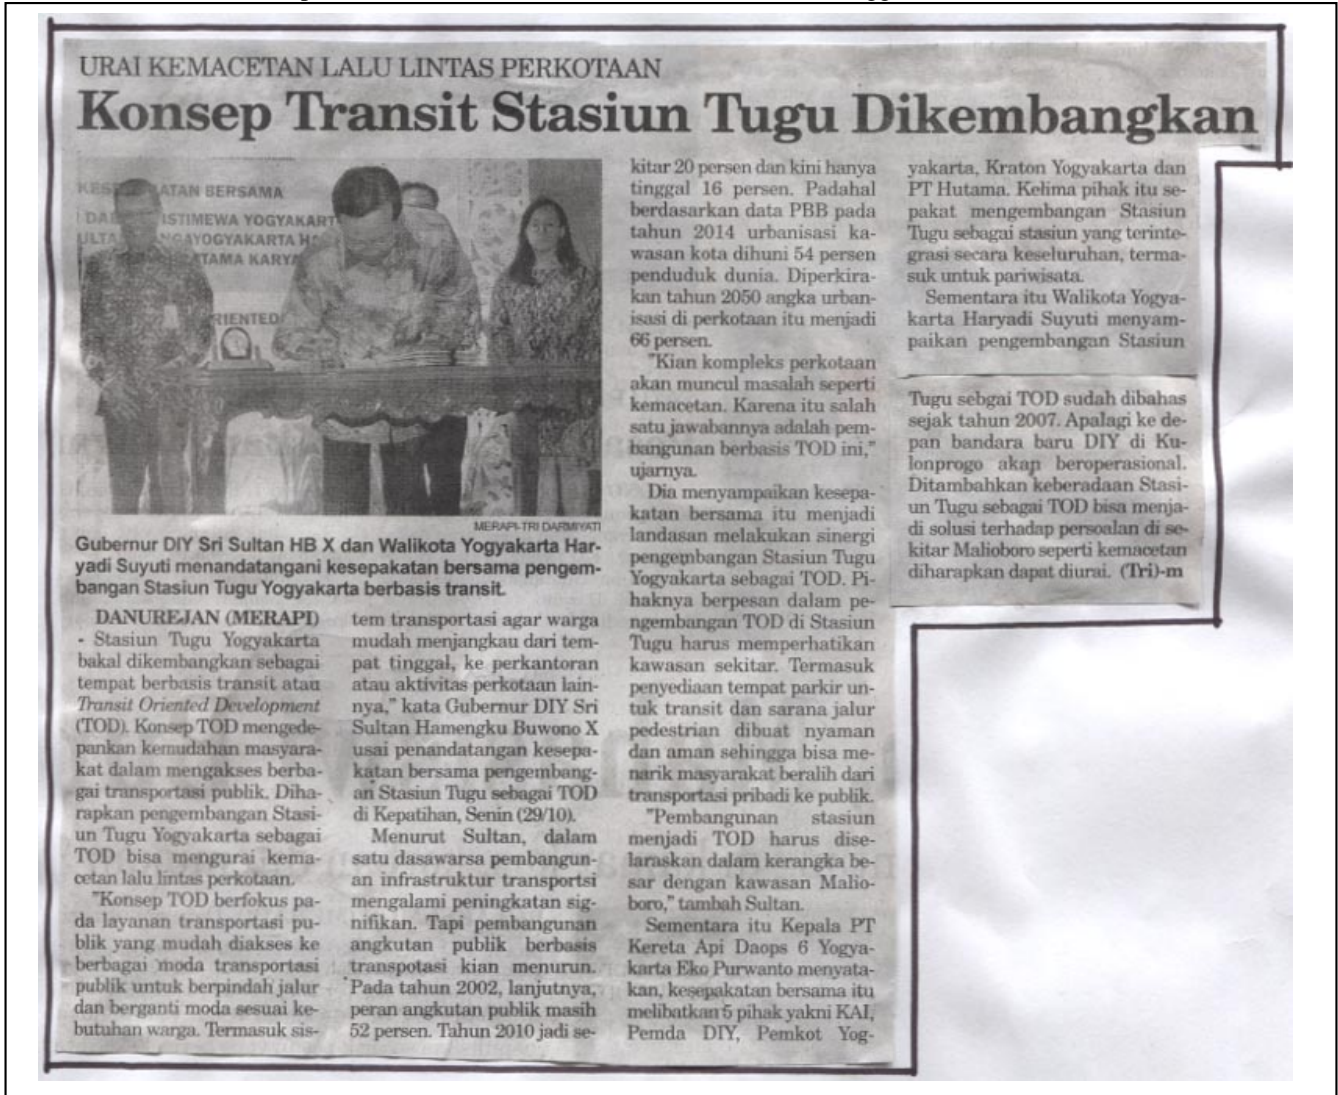 URAI KEMACETAN LALU LINTAS PERKOTAAN
Konsep Transit Stasiun Tugu Dikembangkan
ATAN BERSAMA
ISTIMEWA YOGYAKART
YOGYAKARTA H
TAMA KARYA
RIENTED
MERAPI-TRI DARMIYATI
Gubernur DIY Sri Sultan HB X dan Walikota Yogyakarta Har-
yadi Suyuti menandatangani kesepakatan bersama pengem-
bangan Stasiun Tugu Yogyakarta berbasis transit.
DANUREJAN (MERAPI)
- Stasiun Tugu Yogyakarta
bakal dikembangkan sebagai
tempat berbasis transit atau
Transit Oriented Development
(TOD). Konsep TOD mengede-
pankan kemudahan masyara-
kat dalam mengakses berba-
gai transportasi publik. Diha-
rapkan pengembangan Stasi-
un Tugu Yogyakarta sebagai
TOD bisa mengurai kema-
cetan lalu lintas perkotaan.
"Konsep TOD berfokus pa-
da layanan transportasi pu-
blik yang mudah diakses ke
berbagai moda transportasi
publik untuk berpindah jalur
dan berganti moda sesuai ke-
butuhan warga. Termasuk sis-
tem transportasi agar warga
mudah menjangkau dari tem-
pat tinggal, ke perkantoran
atau aktivitas perkotaan lain-
nya," kata Gubernur DIY Sri
Sultan Hamengku Buwono X
usai penandatangan kesepa-
katan bersama pengembang-
an Stasiun Tugu sebagai TOD
di Kepatihan, Senin (29/10).
Menurut Sultan, dalam
satu dasawarsa pembangun-
an infrastruktur transportsi
mengalami peningkatan sig-
nifikan. Tapi pembangunan
angkutan publik berbasis
transpotasi kian menurun.
Pada tahun 2002, lanjutnya,
peran angkutan publik masih
52 persen. Tahun 2010 jadi se-
kitar 20 persen dan kini hanya
tinggal 16 persen. Padahal
berdasarkan data PBB pada
tahun 2014 urbanisasi ka-
wasan kota dihuni 54 persen
penduduk dunia. Diperkira-
kan tahun 2050 angka urban-
isasi di perkotaan itu menjadi
66 persen.
"Kian kompleks perkotaan
akan muncul masalah seperti
kemacetan. Karena itu salah
satu jawabannya adalah pem-
bangunan berbasis TOD ini,"
ujarnya.
Dia menyampaikan kesepa-
katan bersama itu menjadi
landasan melakukan sinergi
pengembangan Stasiun Tugu
Yogyakarta sebagai TOD. Pi-
haknya berpesan dalam pe-
ngembangan TOD di Stasiun
Tugu harus memperhatikan
kawasan sekitar. Termasuk
penyediaan tempat parkir un-
tuk transit dan sarana jalur
pedestrian dibuat nyaman
dan aman sehingga bisa me-
narik masyarakat beralih dari
transportasi pribadi ke publik.
"Pembangunan stasiun
menjadi TOD harus dise-
laraskan dalam kerangka be-
sar dengan kawasan Malio-
boro," tambah Sultan.
Sementara itu Kepala PT
Kereta Api Daops 6 Yogya-
karta Eko Purwanto menyata-
kan, kesepakatan bersama itu
melibatkan 5 pihak yakni KAI,
Pemda DIY, Pemkot Yog-
yakarta, Kraton Yogyakarta dan
PT Hutama. Kelima pihak itu se-
pakat mengembangan Stasiun
Tugu sebagai stasiun yang terinte-
grasi secara keseluruhan, terma-
suk untuk pariwisata.
Sementara itu Walikota Yogya-
karta Haryadi Suyuti menyam-
paikan pengembangan Stasiun
Tugu sebgai TOD sudah dibahas
sejak tahun 2007. Apalagi ke de-
pan bandara baru DIY di Ku-
lonprogo akan beroperasional.
Ditambahkan keberadaan Stasi-
un Tugu sebagai TOD bisa menja-
di solusi terhadap persoalan di se-
kitar Malioboro seperti kemacetan
diharapkan dapat diurai. (Tri)-m